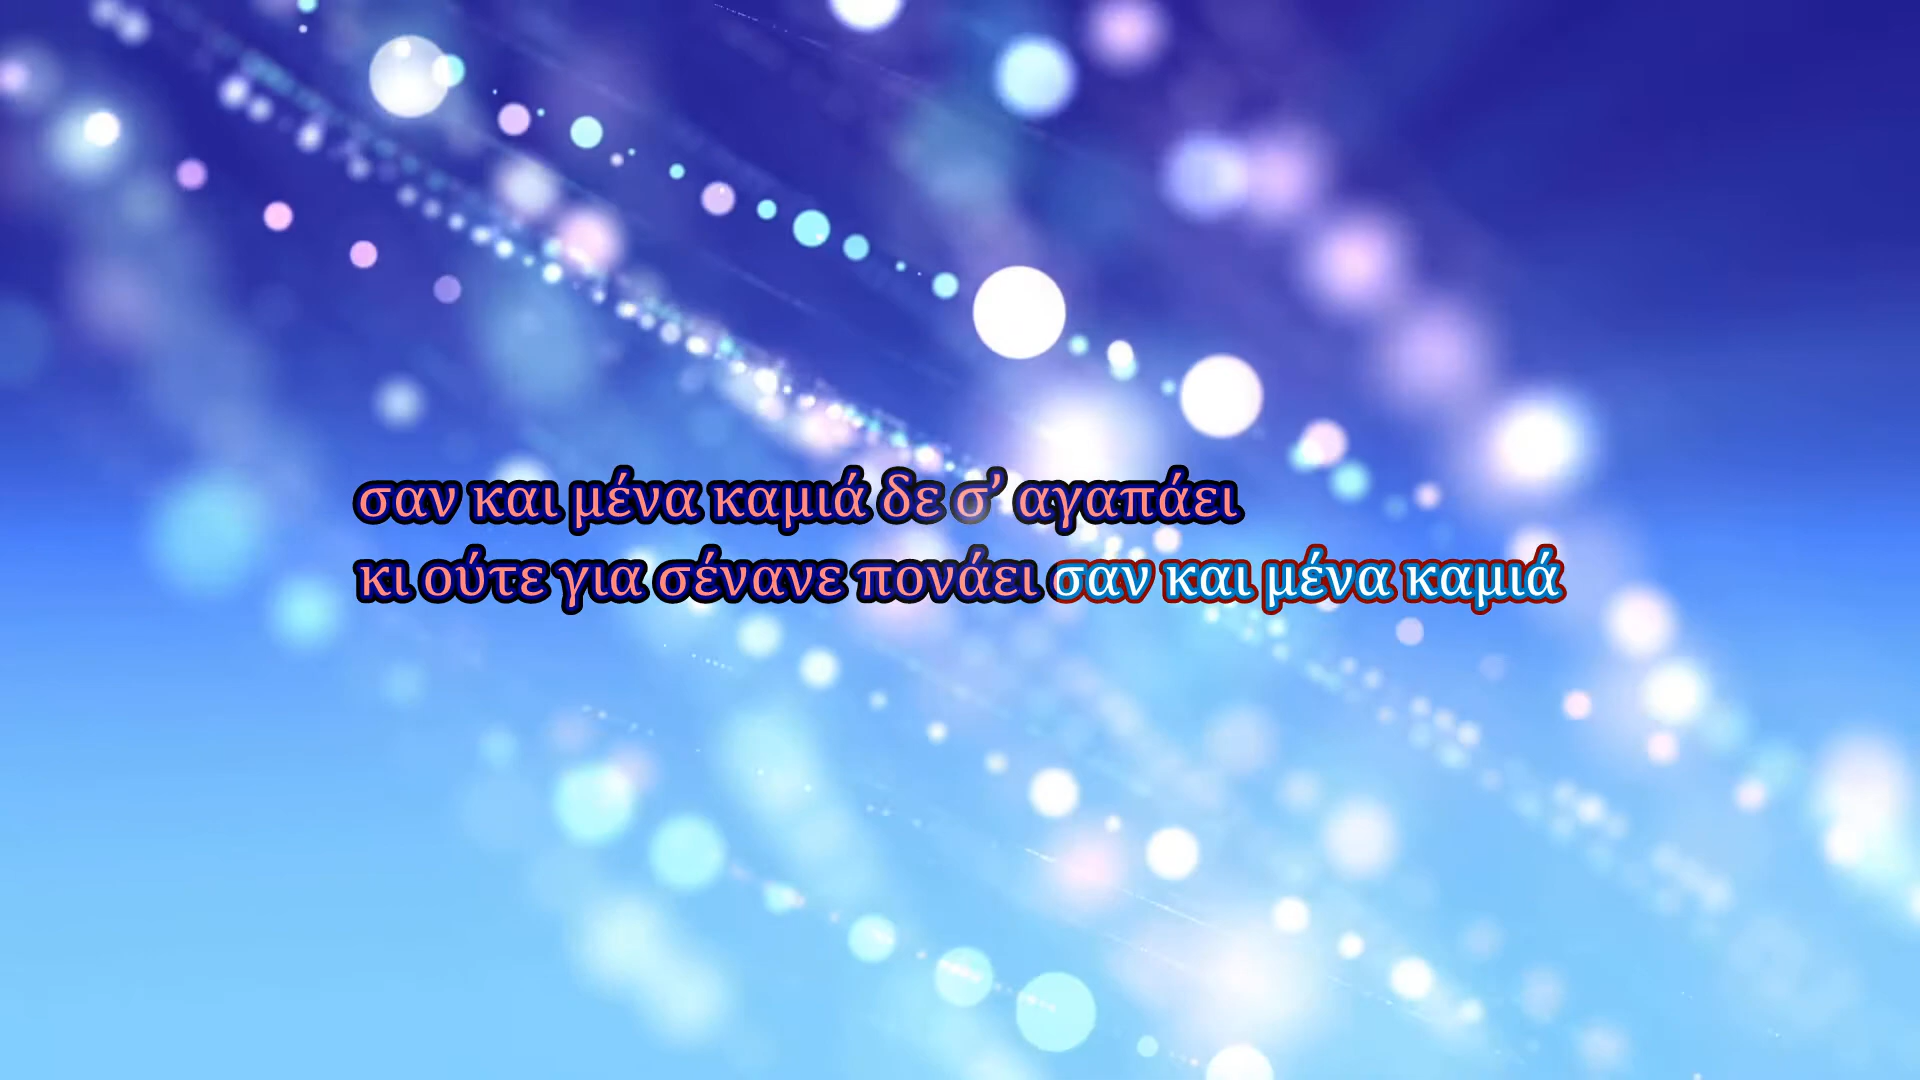 σαν και μένα καμιά δε σ’ αγαπάει
κι ούτε για σένανε πονάει σαν και μένα καμιά